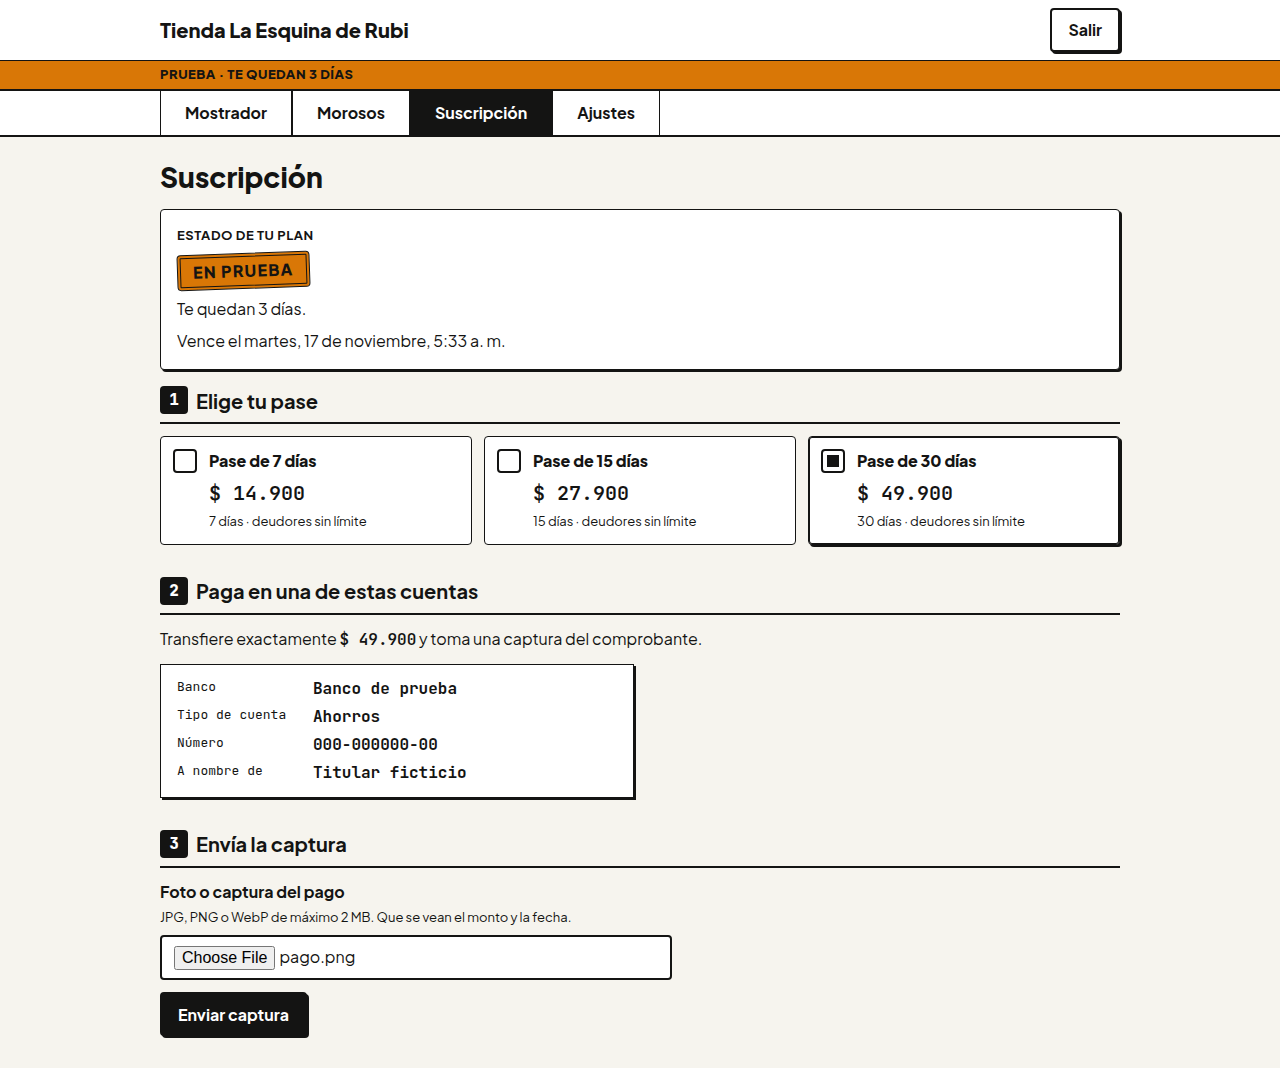 Tienda La Esquina de Rubi
Salir
PRUEBA · TE QUEDAN 3 DÍAS
Mostrador
Morosos
Suscripción
Ajustes
Suscripción
ESTADO DE TU PLAN
EN PRUEBA
Te quedan 3 días.
Vence el martes, 17 de noviembre, 5:33 a. m.
1 Elige tu pase
Pase de 7 días
$ 14.900
7 días · deudores sin límite
Pase de 15 días
$ 27.900
15 días · deudores sin límite
Pase de 30 días
$ 49.900
30 días · deudores sin límite
2 Paga en una de estas cuentas
Transfiere exactamente $ 49.900 y toma una captura del comprobante.
Banco Banco de prueba
Tipo de cuenta Ahorros
Número 000-000000-00
A nombre de Titular ficticio
3 Envía la captura
Foto o captura del pago
JPG, PNG o WebP de máximo 2 MB. Que se vean el monto y la fecha.
Choose File pago.png
Enviar captura